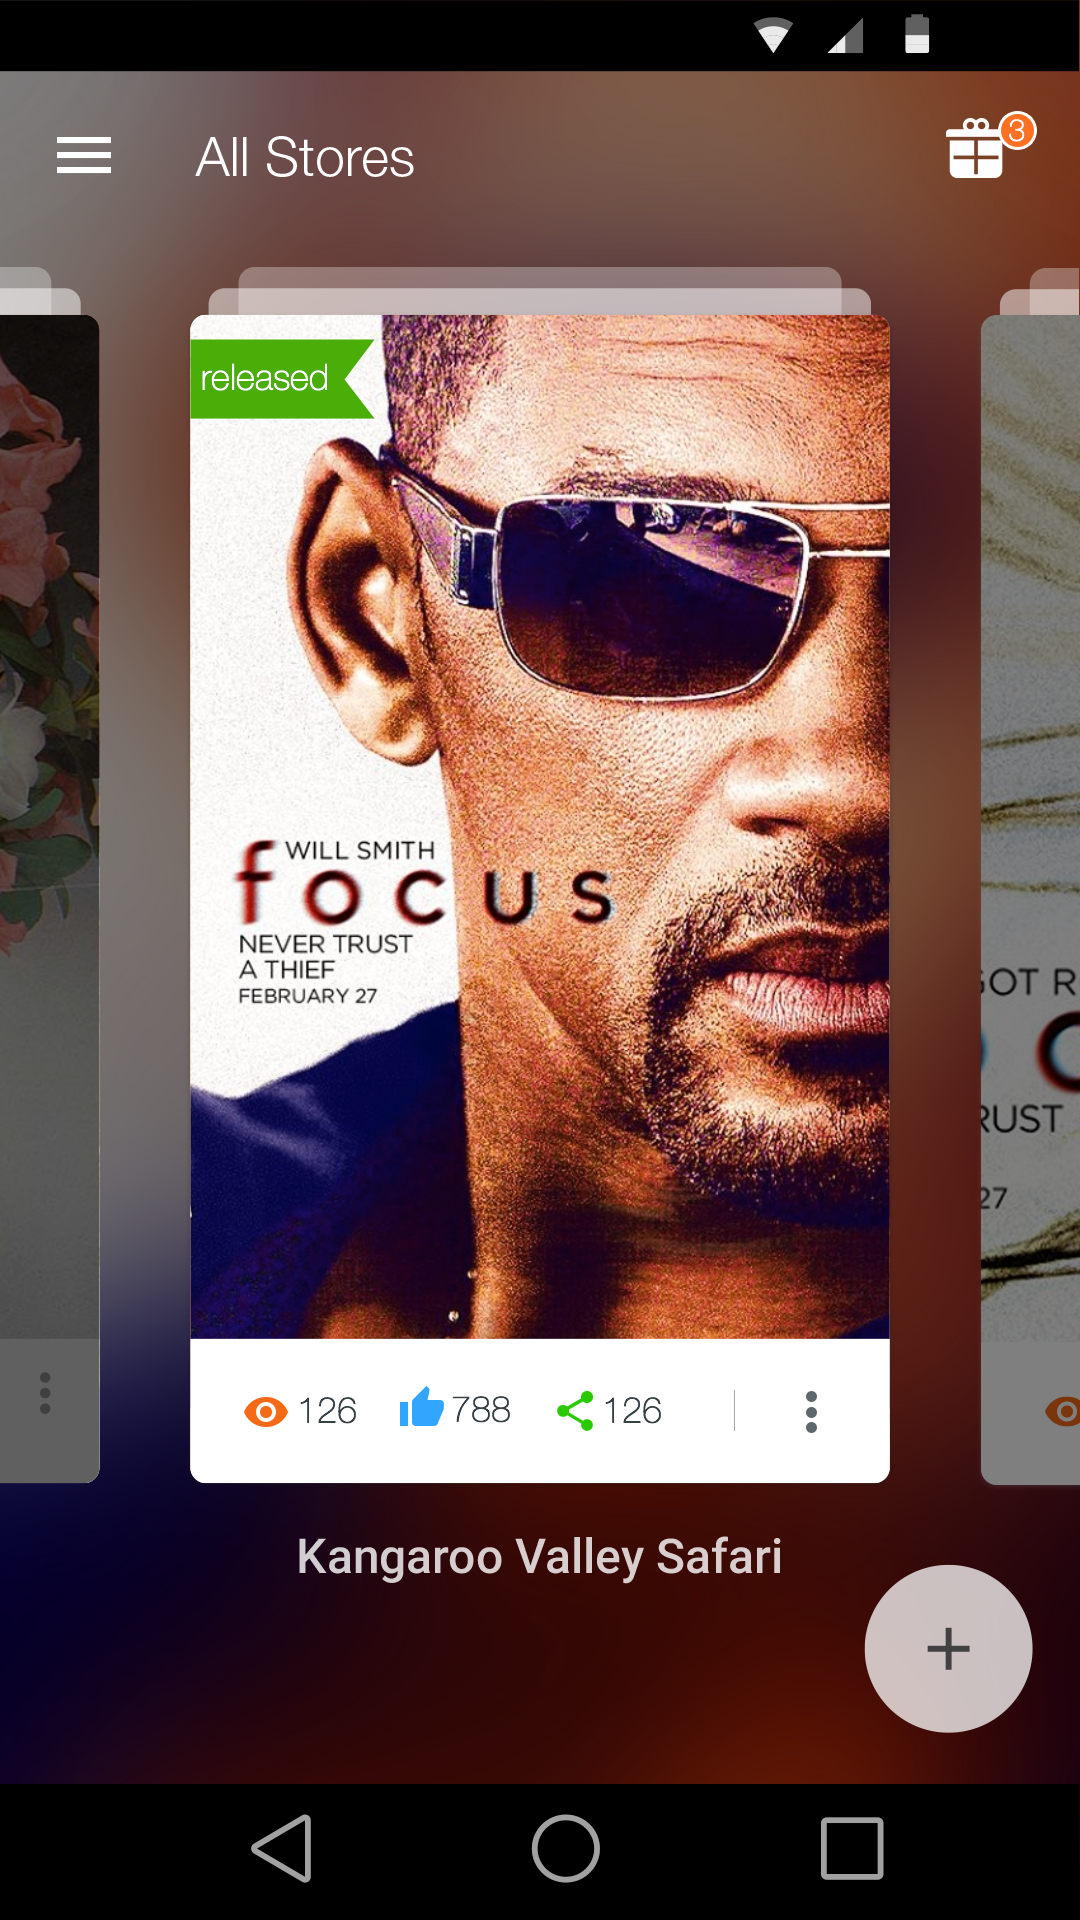 All Stores
3
released
WILL SMITH
focus
NEVER TRUST
A THIEF
FEBRUARY 27
GOT R
O C
RUST
27
126
788
126
Kangaroo Valley Safari